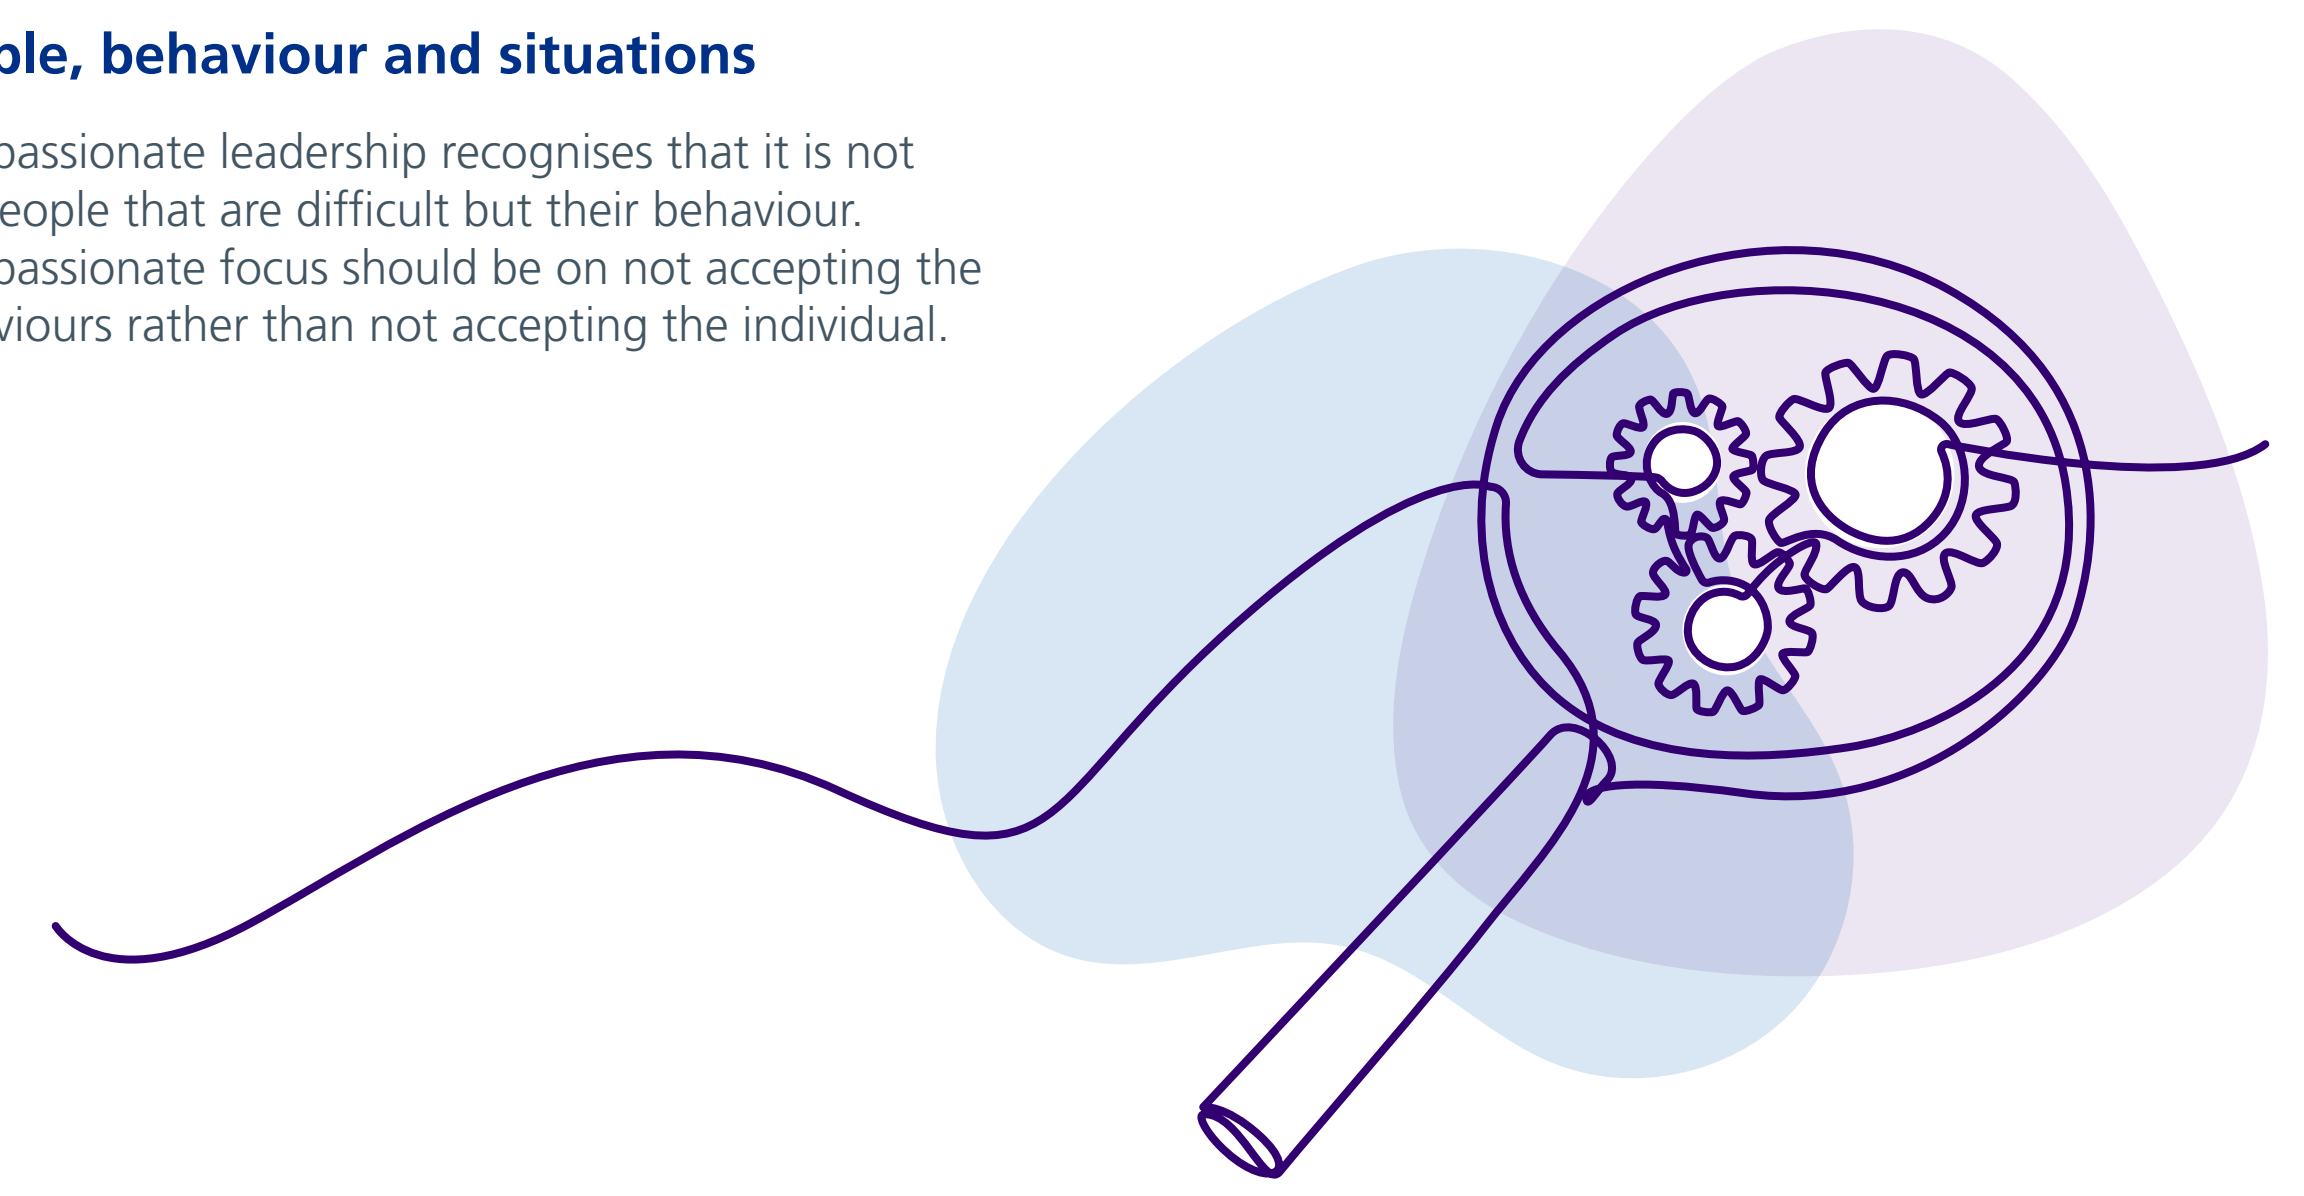 ple, behaviour and situations
passionate leadership recognises that it is not
eople that are difficult but their behaviour.
passionate focus should be on not accepting the
viours rather than not accepting the individual.